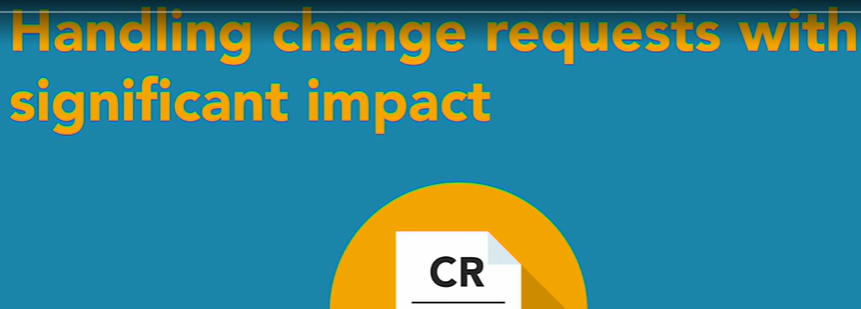 Handling change requests with
significant impact
CR